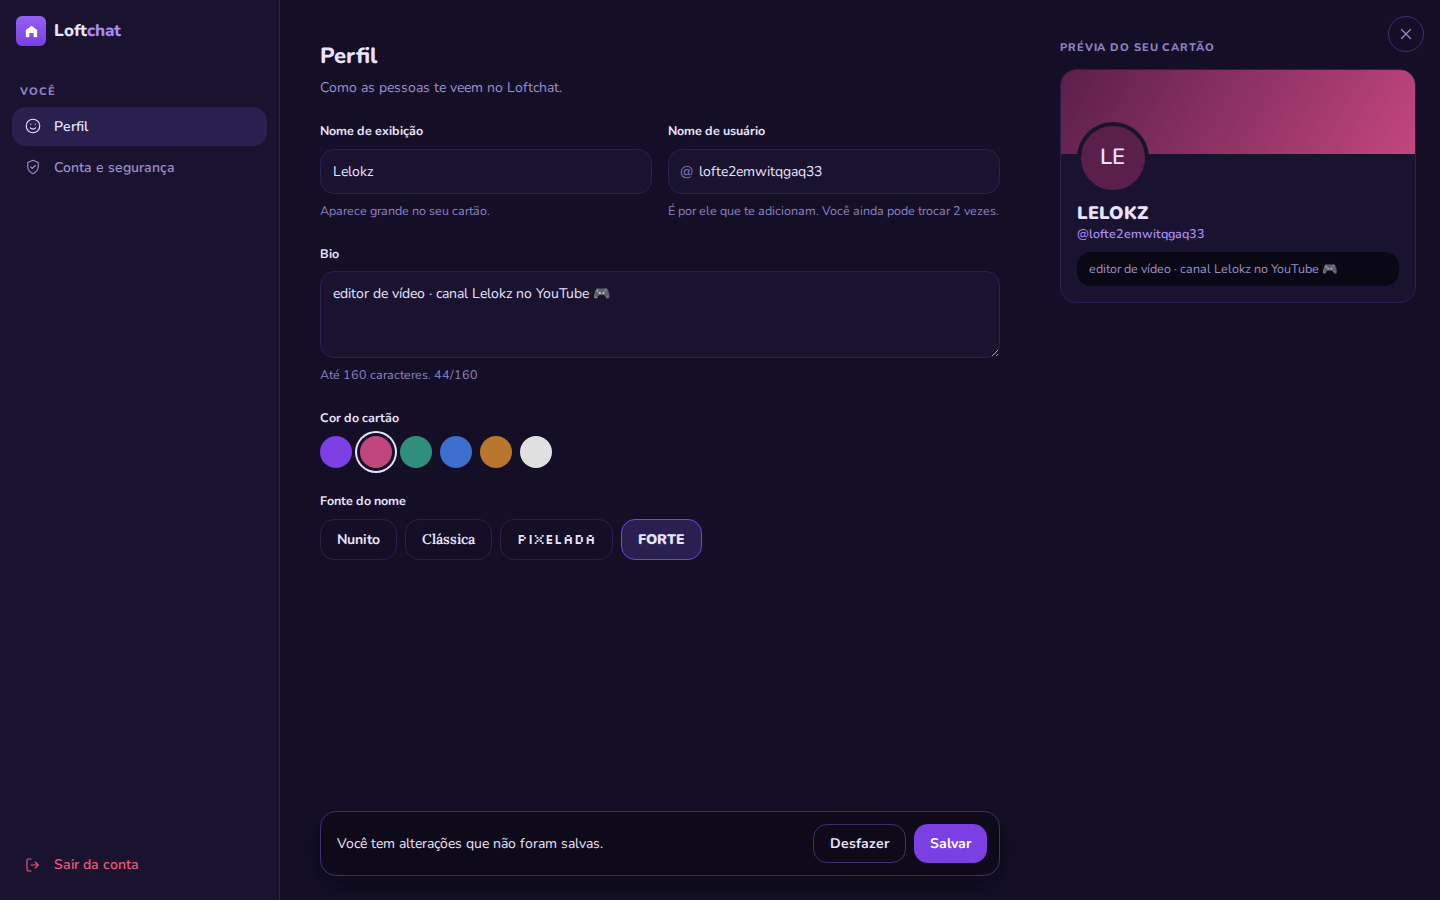 Loftchat
VOCÊ
Perfil
Conta e segurança
Sair da conta
Perfil
Como as pessoas te veem no Loftchat.
Nome de exibição
Lelokz
Aparece grande no seu cartão.
Nome de usuário
@ lofte2emwitqgaq33
É por ele que te adicionam. Você ainda pode trocar 2 vezes.
Bio
editor de vídeo · canal Lelokz no YouTube 🎮
Até 160 caracteres. 44/160
Cor do cartão
Fonte do nome
Nunito Clássica PIXELADA FORTE
Você tem alterações que não foram salvas. Desfazer Salvar
PRÉVIA DO SEU CARTÃO
LE
LELOKZ
@lofte2emwitqgaq33
editor de vídeo · canal Lelokz no YouTube 🎮